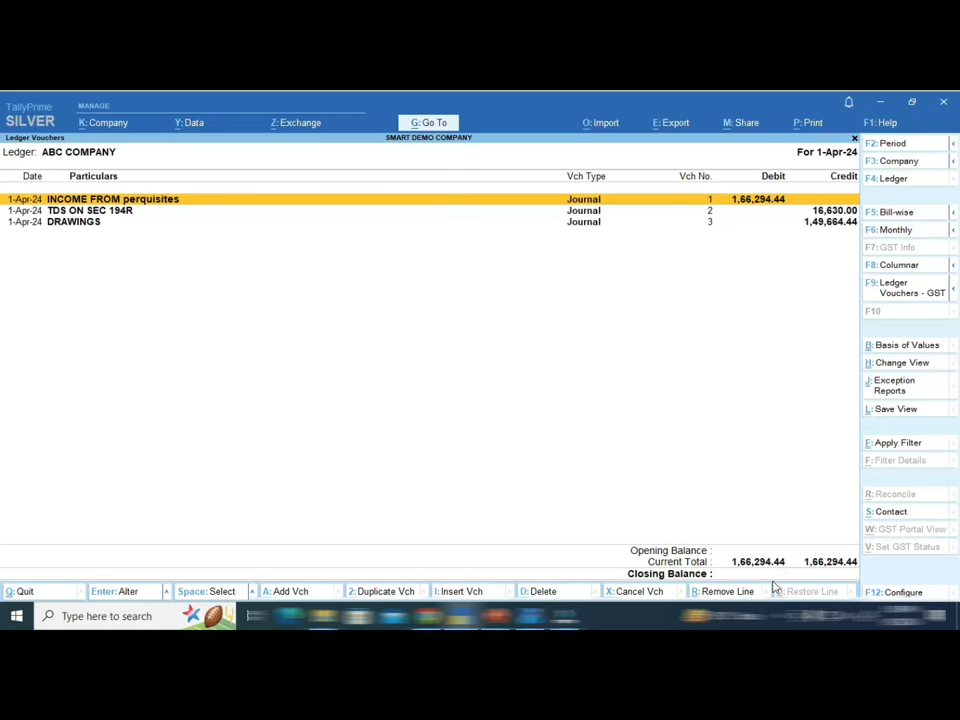 TallyPrime MANAGE
SILVER K: Company Y: Data Z: Exchange G: Go To O: Import E: Export M: Share P: Print F1: Help
Ledger Vouchers SMART DEMO COMPANY
Ledger: ABC COMPANY For 1-Apr-24
Date Particulars Vch Type Vch No. Debit Credit
1-Apr-24 INCOME FROM perquisites Journal 1 1,66,294.44
1-Apr-24 TDS ON SEC 194R Journal 2 16,630.00
1-Apr-24 DRAWINGS Journal 3 1,49,664.44
Opening Balance :
Current Total : 1,66,294.44 1,66,294.44
Closing Balance :
F2: Period
F3: Company
F4: Ledger
F5: Bill-wise
F6: Monthly
F7: GST Info
F8: Columnar
F9: Ledger
Vouchers - GST
F10
B: Basis of Values
H: Change View
J: Exception
Reports
L: Save View
F: Apply Filter
F: Filter Details
R: Reconcile
S: Contact
W: GST Portal View
V: Set GST Status
F12: Configure
Q: Quit Enter: Alter Space: Select A: Add Vch 2: Duplicate Vch I: Insert Vch D: Delete X: Cancel Vch R: Remove Line Restore Line
Type here to search